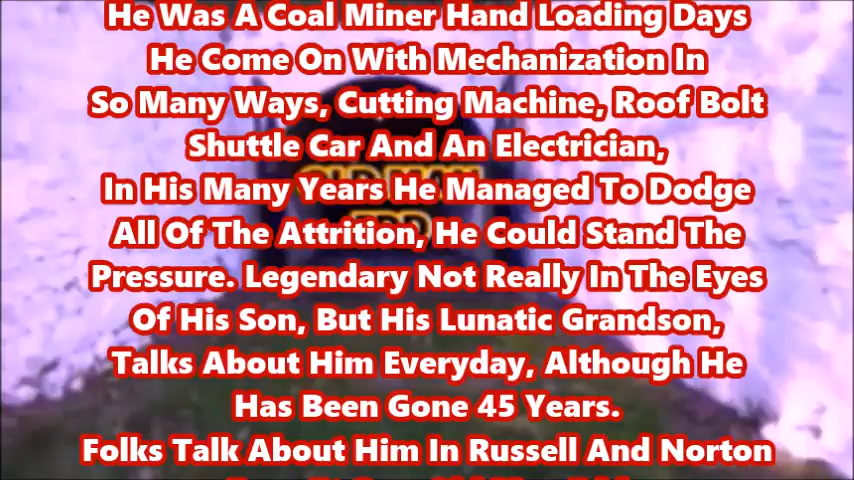 He Was A Coal Miner Hand Loading Days
He Come On With Mechanization In
So Many Ways, Cutting Machine, Roof Bolt
Shuttle Car And An Electrician,
In His Many Years He Managed To Dodge
All Of The Attrition, He Could Stand The
Pressure. Legendary Not Really In The Eyes
Of His Son, But His Lunatic Grandson,
Talks About Him Everyday, Although He
Has Been Gone 45 Years.
Folks Talk About Him In Russell And Norton